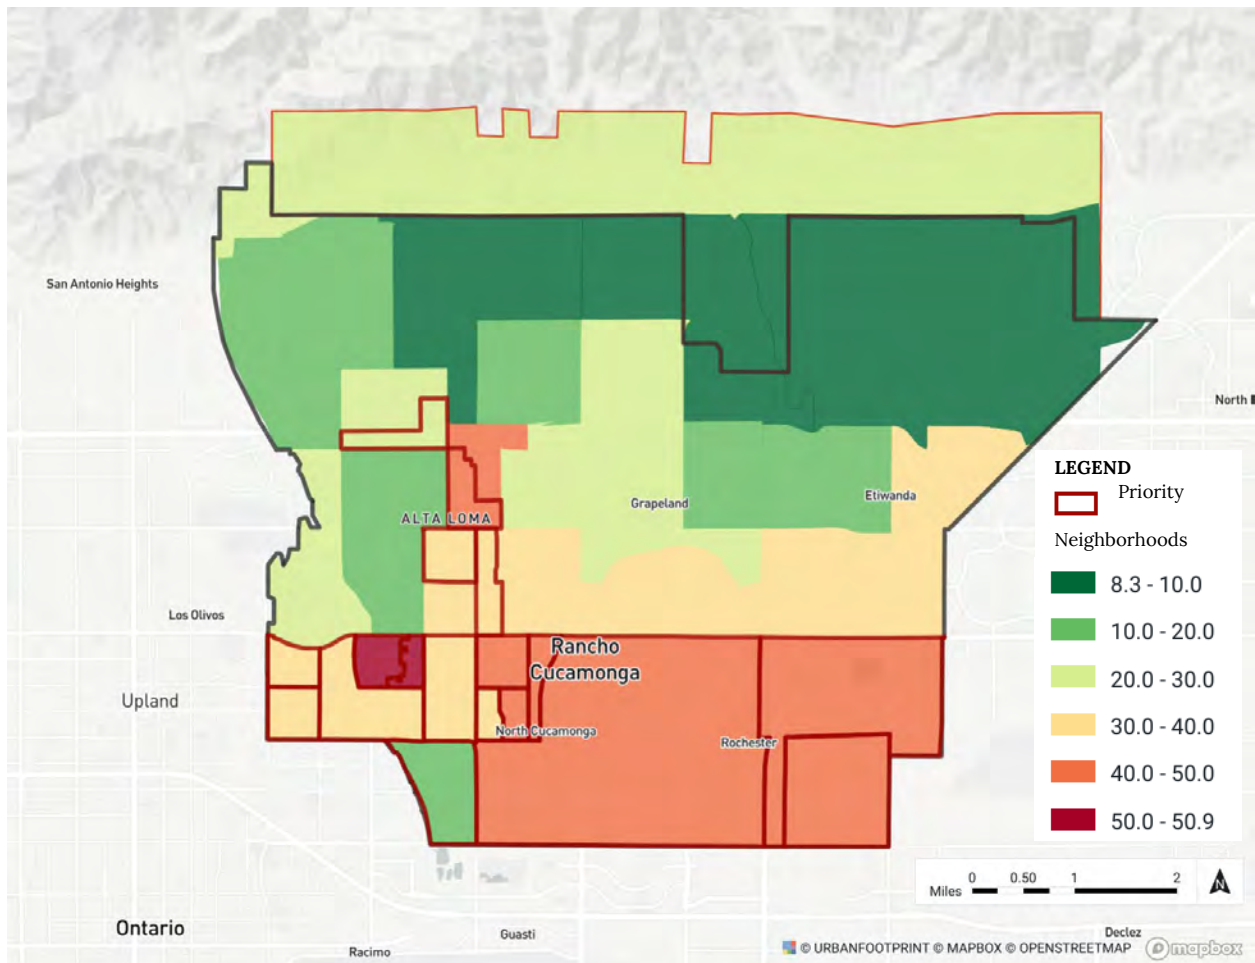 San Antonio Heights
North
LEGEND
Priority
Etiwanda
Grapeland
ALTA LOMA
Neighborhoods
8.3 - 10.0
Los Olivos
10.0 - 20.0
Rancho
Cucamonga
20.0 - 30.0
Upland
30.0 - 40.0
North Cucamonga
Rochester
40.0 - 50.0
50.0 - 50.9
0 0.50 1 2
Miles
N
Ontario
Guasti
Declez
Racimo
© URBANFOOTPRINT © MAPBOX © OPENSTREETMAP
mapbox